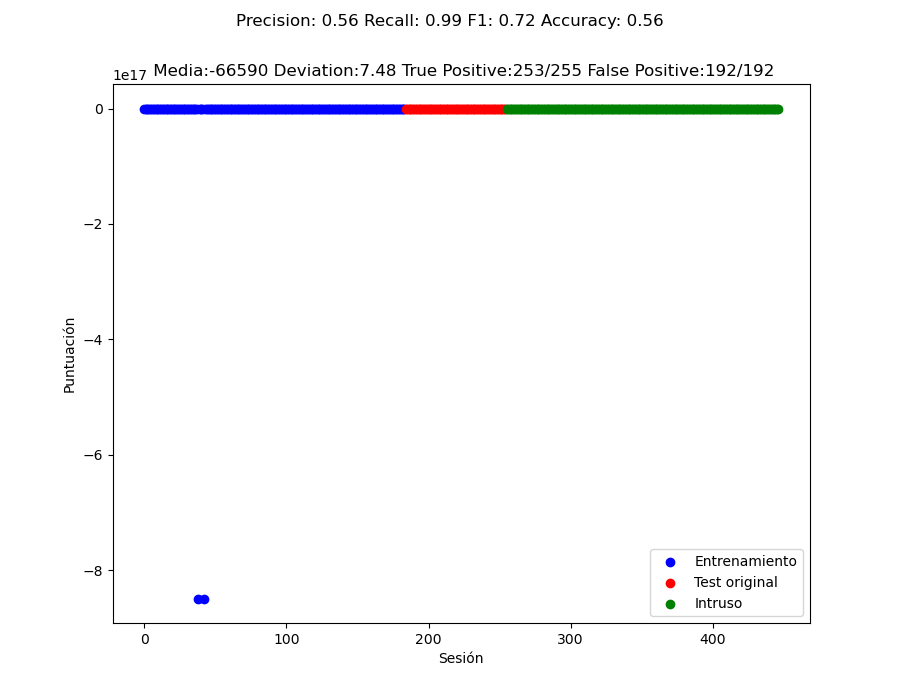 Precision: 0.56 Recall: 0.99 F1: 0.72 Accuracy: 0.56
Media:-66590 Deviation:7.48 True Positive:253/255 False Positive:192/192
1e17
0
−2
−4
−6
−8
Puntuación
Entrenamiento
Test original
Intruso
0 100 200 300 400
Sesión